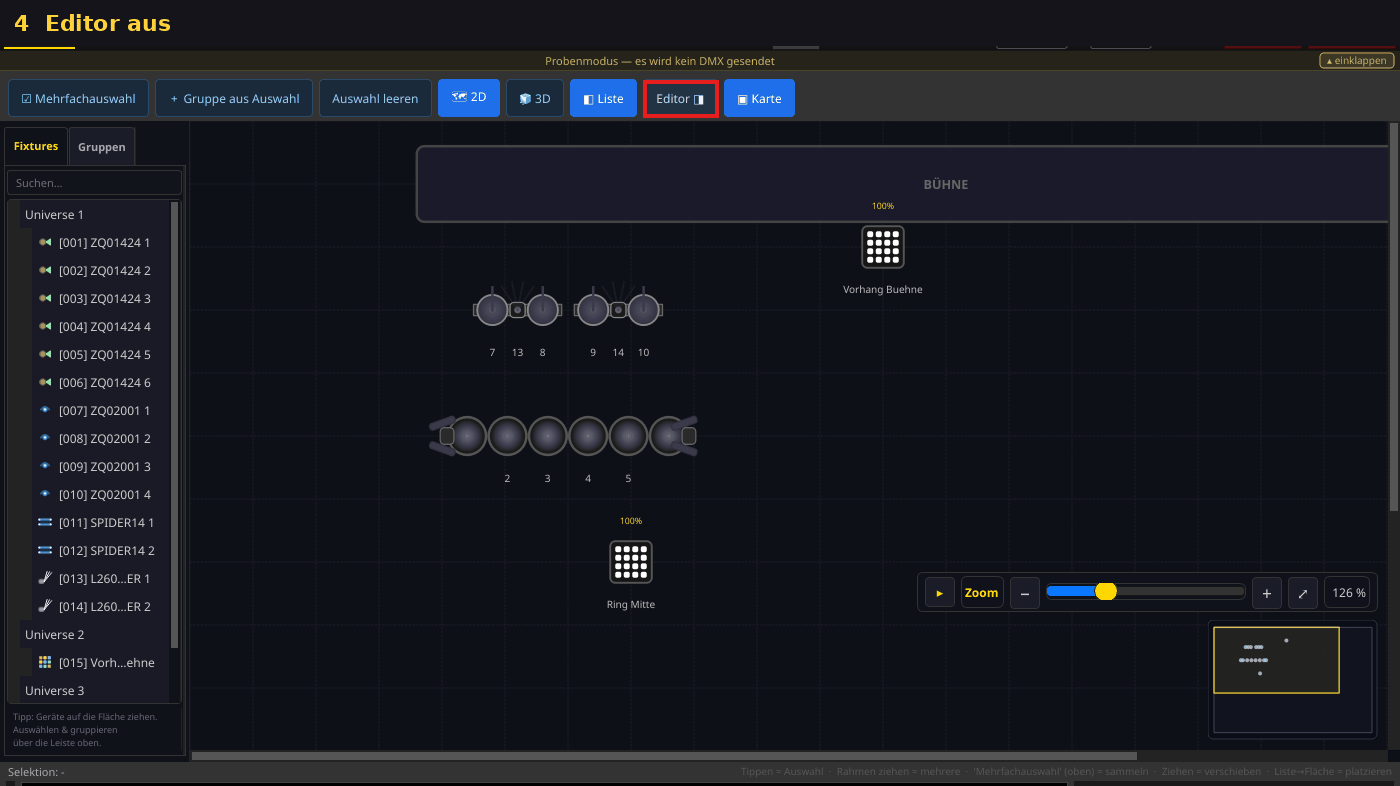 4 Editor aus
Probenmodus — es wird kein DMX gesendet
▴ einklappen
☑ Mehrfachauswahl
+ Gruppe aus Auswahl
Auswahl leeren
2D
3D
◧ Liste
Editor ◨
▣ Karte
Fixtures
Gruppen
Suchen...
Universe 1
[001] ZQ01424 1
[002] ZQ01424 2
[003] ZQ01424 3
[004] ZQ01424 4
[005] ZQ01424 5
[006] ZQ01424 6
[007] ZQ02001 1
[008] ZQ02001 2
[009] ZQ02001 3
[010] ZQ02001 4
[011] SPIDER14 1
[012] SPIDER14 2
[013] L260...ER 1
[014] L260...ER 2
Universe 2
[015] Vorh...ehne
Universe 3
Tipp: Geräte auf die Fläche ziehen.
Auswählen & gruppieren
über die Leiste oben.
BÜHNE
100%
Vorhang Buehne
7 13 8 9 14 10
2 3 4 5
100%
Ring Mitte
▸ Zoom − + ⤢ 126 %
Selektion: -
Tippen = Auswahl · Rahmen ziehen = mehrere · 'Mehrfachauswahl' (oben) = sammeln · Ziehen = verschieben · Liste→Fläche = platzieren